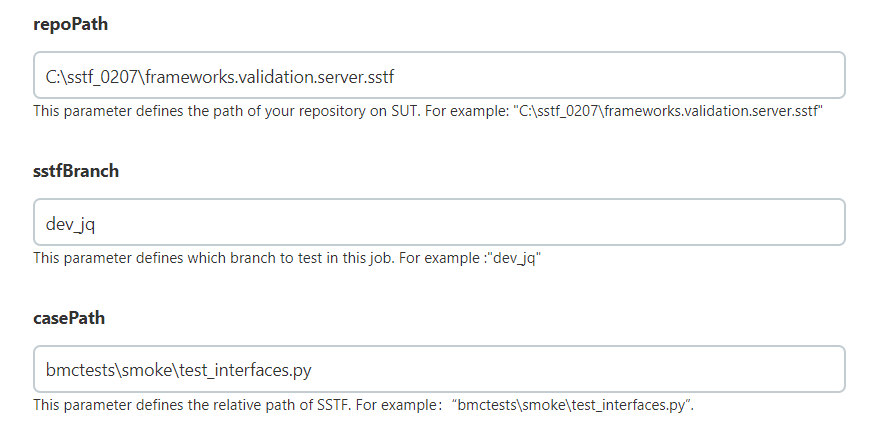 repoPath
C:\sstf_0207\frameworks.validation.server.sstf
This parameter defines the path of your repository on SUT. For example: "C:\sstf_0207\frameworks.validation.server.sstf"
sstfBranch
dev_jq
This parameter defines which branch to test in this job. For example :"dev_jq"
casePath
bmctests\smoke\test_interfaces.py
This parameter defines the relative path of SSTF. For example：“bmctests\smoke\test_interfaces.py”.